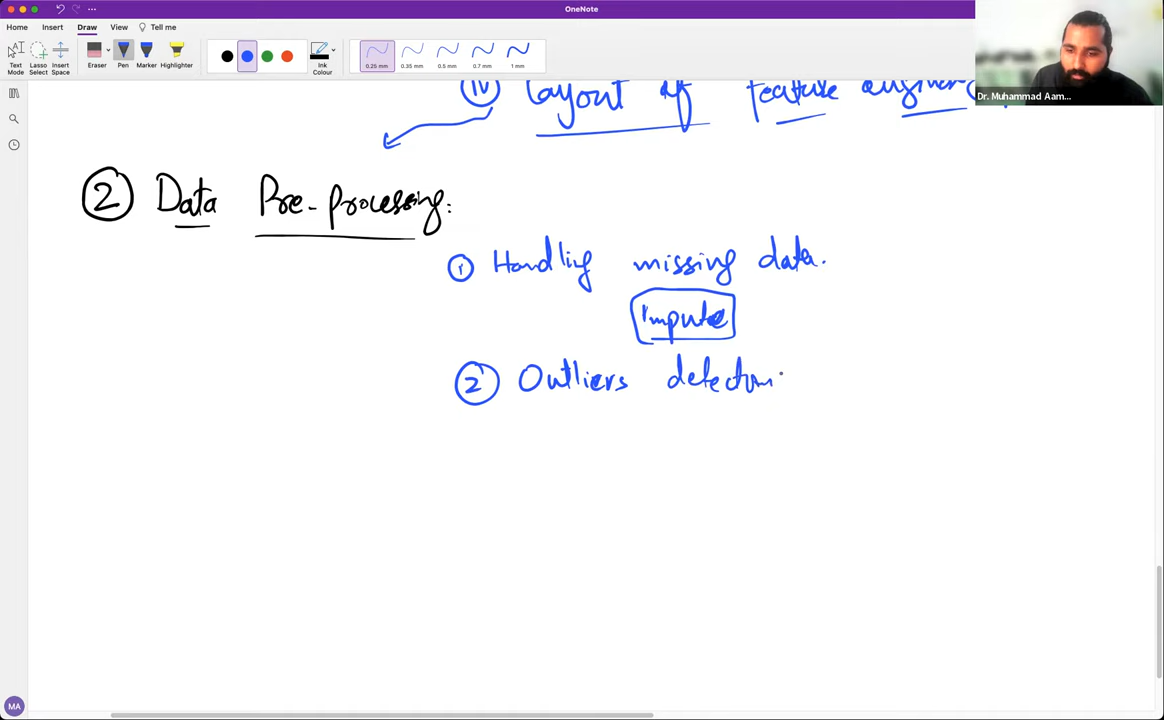 OneNote
Home Insert Draw View Tell me
Text Mode Lasso Select Insert Space Eraser Pen Marker Highlighter Ink Colour 0.25 mm 0.35 mm 0.5 mm 0.7 mm 1 mm
Dr. Muhammad Aam...
(iv) Layout of feature
② Data Pre-Processing:
① Handling missing data.
Impute
② Outliers detection
MA